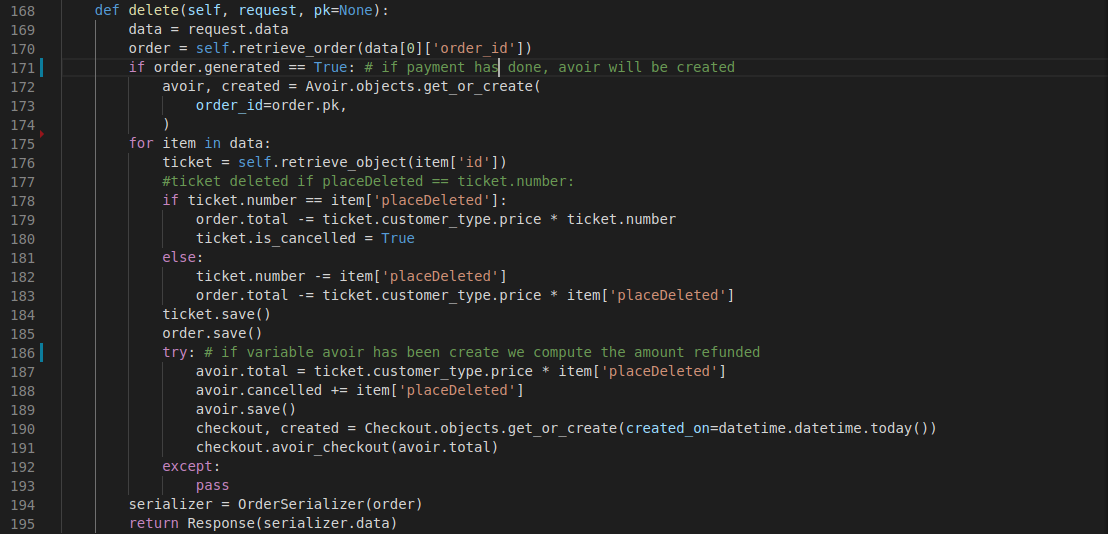 168 def delete(self, request, pk=None):
169 data = request.data
170 order = self.retrieve_order(data[0]['order_id'])
171 if order.generated == True: # if payment has done, avoir will be created
172 avoir, created = Avoir.objects.get_or_create(
173 order_id=order.pk,
174 )
175 for item in data:
176 ticket = self.retrieve_object(item['id'])
177 #ticket deleted if placeDeleted == ticket.number:
178 if ticket.number == item['placeDeleted']:
179 order.total -= ticket.customer_type.price * ticket.number
180 ticket.is_cancelled = True
181 else:
182 ticket.number -= item['placeDeleted']
183 order.total -= ticket.customer_type.price * item['placeDeleted']
184 ticket.save()
185 order.save()
186 try: # if variable avoir has been create we compute the amount refunded
187 avoir.total = ticket.customer_type.price * item['placeDeleted']
188 avoir.cancelled += item['placeDeleted']
189 avoir.save()
190 checkout, created = Checkout.objects.get_or_create(created_on=datetime.datetime.today())
191 checkout.avoir_checkout(avoir.total)
192 except:
193 pass
194 serializer = OrderSerializer(order)
195 return Response(serializer.data)